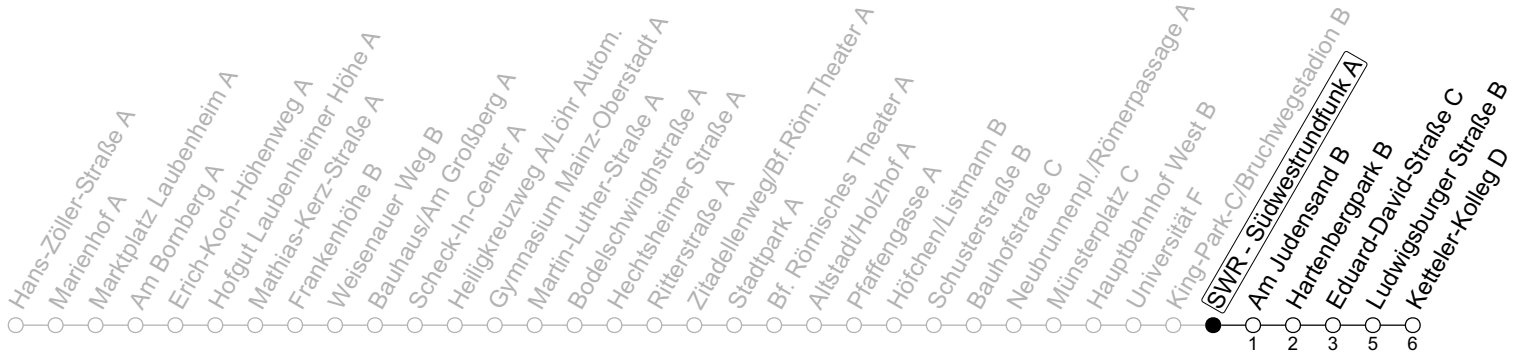 Hans-Zöller-Straße A
Marienhof A
Marktplatz Laubenheim A
Am Bornberg A
Erich-Koch-Höhenweg A
Hofgut Laubenheimer Höhe A
Mathias-Kerz-Straße A
Frankenhöhe B
Weisenauer Weg B
Bauhaus/Am Großberg A
Scheck-In-Center A
Heiligkreuzweg A/Löhr Autom.
Gymnasium Mainz-Oberstadt A
Martin-Luther-Straße A
Bodelschwinghstraße A
Hechtsheimer Straße A
Ritterstraße A
Zitadellenweg/Bf. Röm. Theater A
Stadtpark A
Bf. Römisches Theater A
Altstadt/Holzhof A
Pfaffengasse A
Höfchen/Listmann B
Schusterstraße B
Bauhofstraße C
Neubrunnenpl./Römerpassage A
Münsterplatz C
Hauptbahnhof West B
Universität F
King-Park-C/Bruchwegstadion B
SWR - Südwestrundfunk A
Am Judensand B
Hartenbergpark B
Eduard-David-Straße C
Ludwigsburger Straße B
Ketteler-Kolleg D
1 2 3 5 6